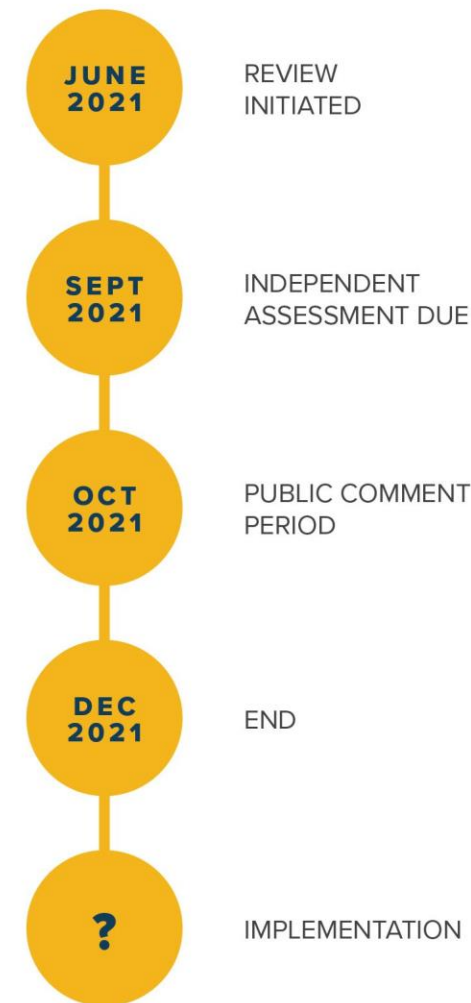 JUNE
2021
REVIEW
INITIATED
SEPT
2021
INDEPENDENT
ASSESSMENT DUE
OCT
2021
PUBLIC COMMENT
PERIOD
DEC
2021
END
?
IMPLEMENTATION